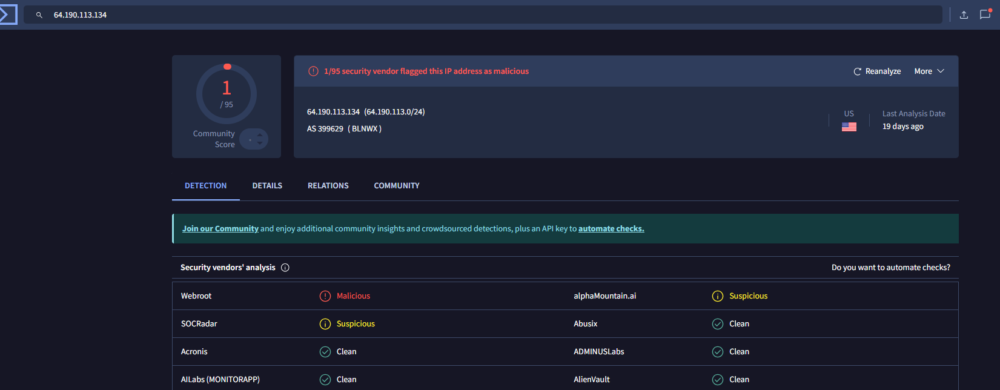 64.190.113.134
1
/ 95
Community
Score
1/95 security vendor flagged this IP address as malicious
Reanalyze
More
64.190.113.134 (64.190.113.0/24)
AS 399629 ( BLNWX )
US
Last Analysis Date
19 days ago
DETECTION
DETAILS
RELATIONS
COMMUNITY
Join our Community and enjoy additional community insights and crowdsourced detections, plus an API key to automate checks.
Security vendors' analysis
Do you want to automate checks?
Webroot
Malicious
alphaMountain.ai
Suspicious
SOCRadar
Suspicious
Abusix
Clean
Acronis
Clean
ADMINUSLabs
Clean
AILabs (MONITORAPP)
Clean
AlienVault
Clean